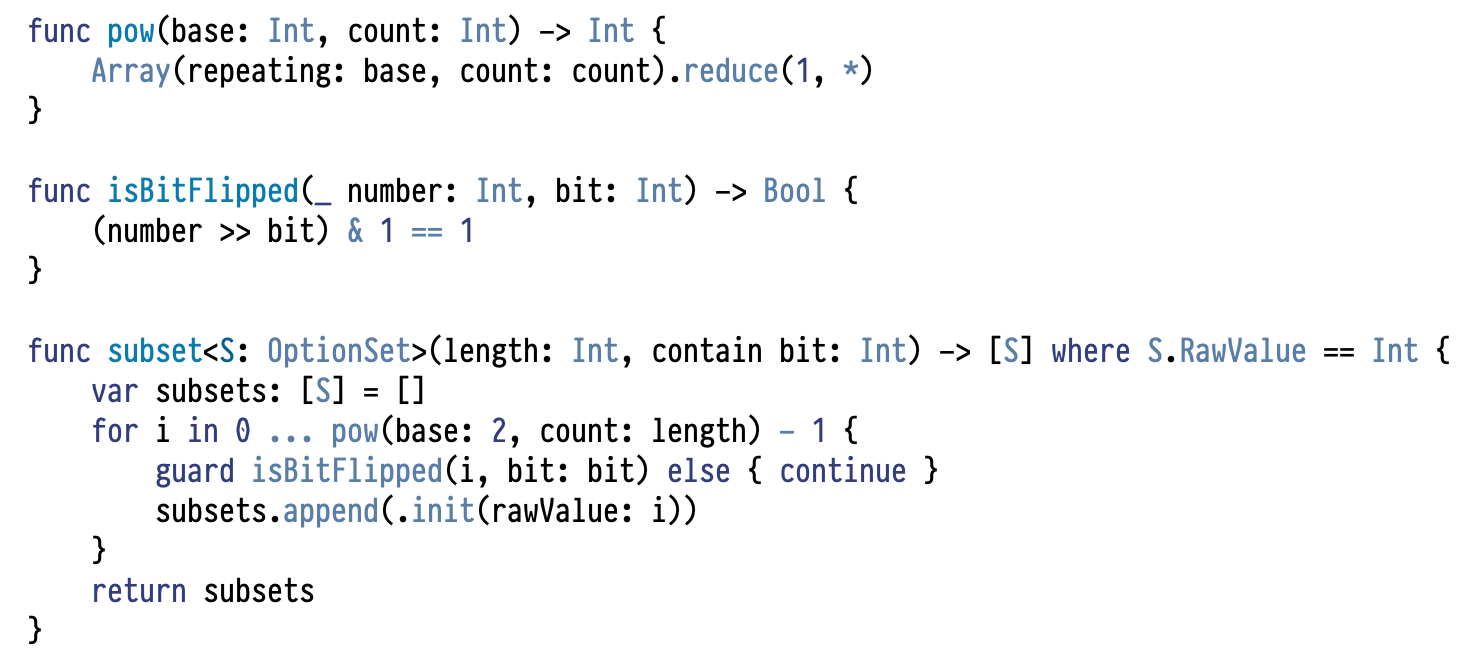 func pow(base: Int, count: Int) -> Int {
    Array(repeating: base, count: count).reduce(1, *)
}

func isBitFlipped(_ number: Int, bit: Int) -> Bool {
    (number >> bit) & 1 == 1
}

func subset<S: OptionSet>(length: Int, contain bit: Int) -> [S] where S.RawValue == Int {
    var subsets: [S] = []
    for i in 0 ... pow(base: 2, count: length) - 1 {
        guard isBitFlipped(i, bit: bit) else { continue }
        subsets.append(.init(rawValue: i))
    }
    return subsets
}